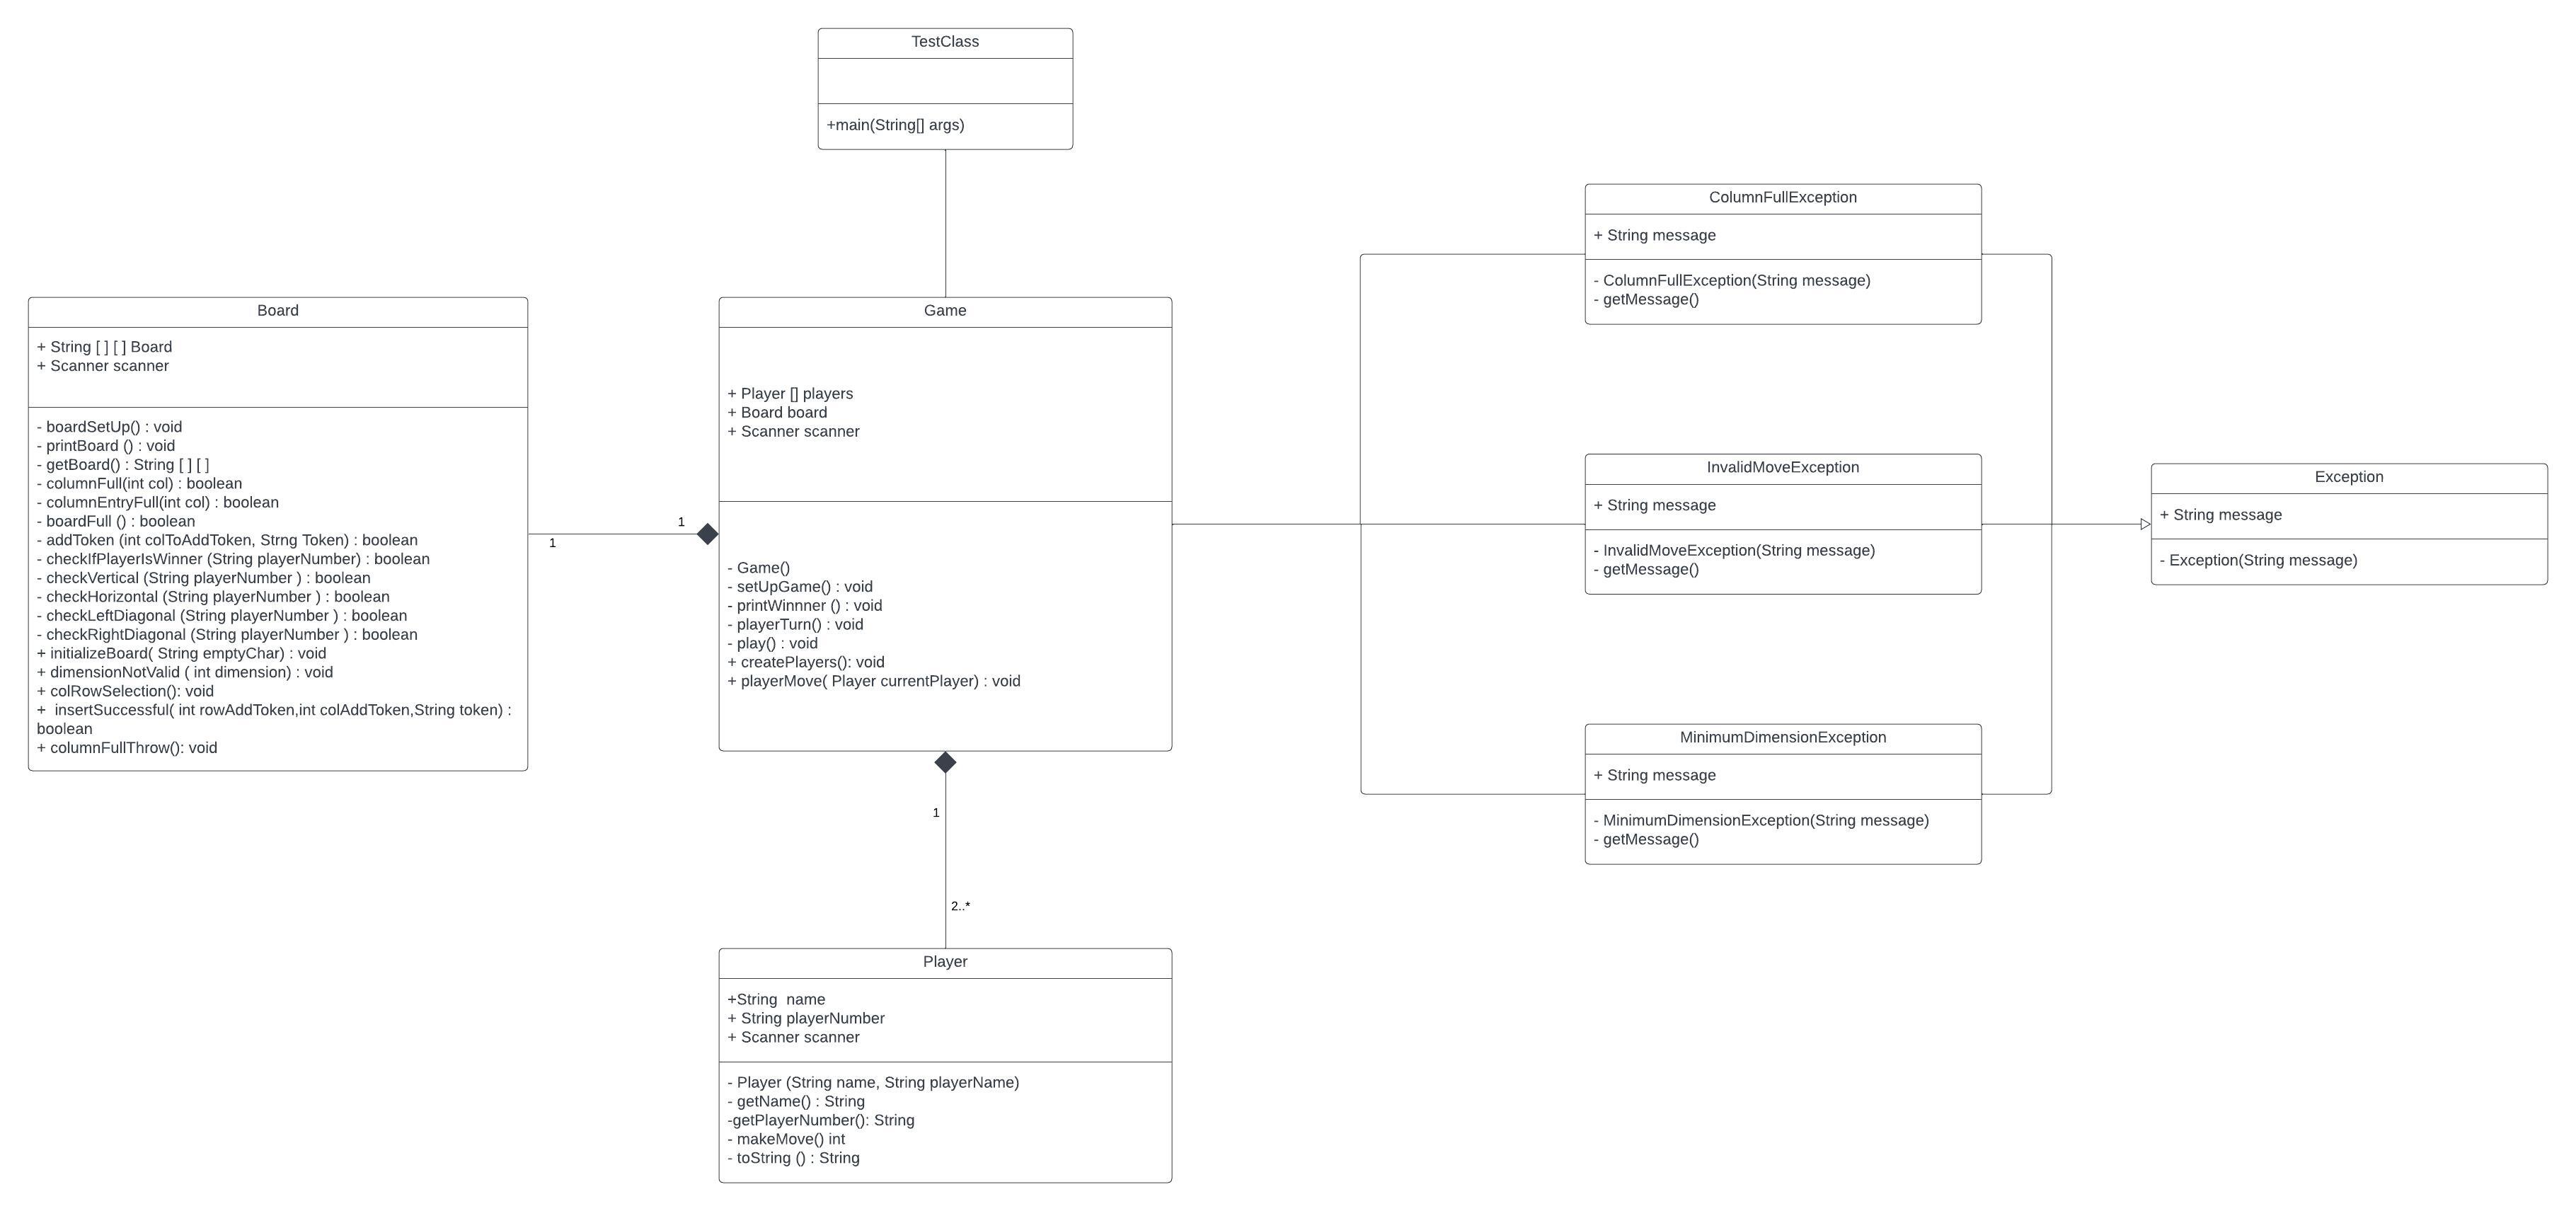 TestClass
+main(String[] args)
ColumnFullException
+ String message
- ColumnFullException(String message)
- getMessage()
Board
+ String [ ] [ ] Board
+ Scanner scanner
- boardSetUp() : void
- printBoard () : void
- getBoard() : String [ ] [ ]
- columnFull(int col) : boolean
- columnEntryFull(int col) : boolean
- boardFull () : boolean
- addToken (int colToAddToken, Strng Token) : boolean
- checkIfPlayerIsWinner (String playerNumber) : boolean
- checkVertical (String playerNumber ) : boolean
- checkHorizontal (String playerNumber ) : boolean
- checkLeftDiagonal (String playerNumber ) : boolean
- checkRightDiagonal (String playerNumber ) : boolean
+ initializeBoard( String emptyChar) : void
+ dimensionNotValid ( int dimension) : void
+ colRowSelection(): void
+  insertSuccessful( int rowAddToken,int colAddToken,String token) :
boolean
+ columnFullThrow(): void
1
1
Game
+ Player [] players
+ Board board
+ Scanner scanner
- Game()
- setUpGame() : void
- printWinnner () : void
- playerTurn() : void
- play() : void
+ createPlayers(): void
+ playerMove( Player currentPlayer) : void
InvalidMoveException
+ String message
- InvalidMoveException(String message)
- getMessage()
Exception
+ String message
- Exception(String message)
MinimumDimensionException
+ String message
- MinimumDimensionException(String message)
- getMessage()
1
2..*
Player
+String  name
+ String playerNumber
+ Scanner scanner
- Player (String name, String playerName)
- getName() : String
-getPlayerNumber(): String
- makeMove() int
- toString () : String